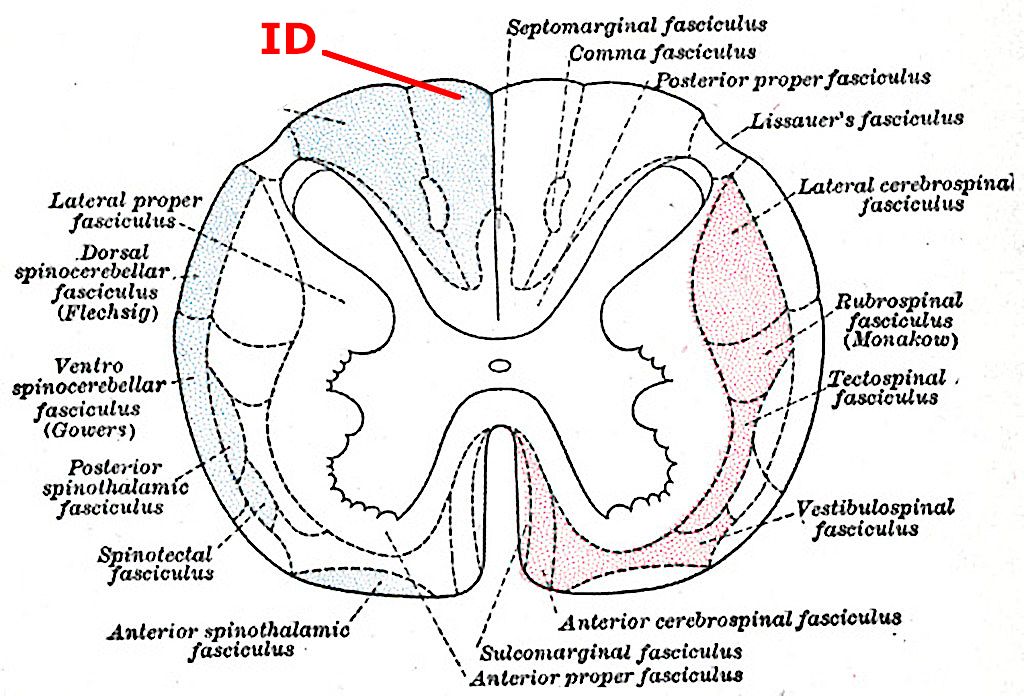 ID
Septomarginal fasciculus
Comma fasciculus
Posterior proper fasciculus
Lissauer's fasciculus
Lateral cerebrospinal
fasciculus
Rubrospinal
fasciculus
(Monakow)
Tectospinal
fasciculus
Vestibulospinal
fasciculus
Anterior cerebrospinal fasciculus
Sulcomarginal fasciculus
Anterior proper fasciculus
Lateral proper
fasciculus
Dorsal
spinocerebellar
fasciculus
(Flechsig)
Ventro
spinocerebellar
fasciculus
(Gowers)
Posterior
spinothalamic
fasciculus
Spinotectal
fasciculus
Anterior spinothalamic
fasciculus